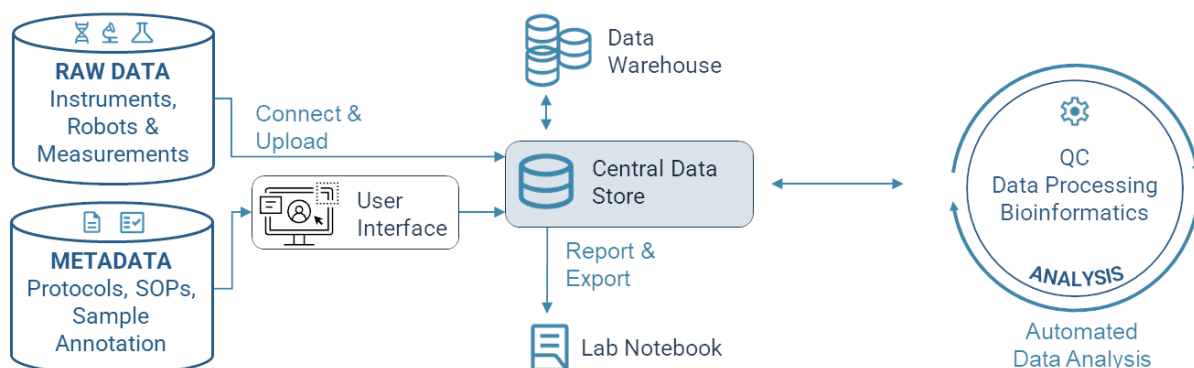 RAW DATA
Instruments,
Robots &
Measurements
METADATA
Protocols, SOPs,
Sample
Annotation
Connect &
Upload
User
Interface
Data
Warehouse
Central Data
Store
Report &
Export
Lab Notebook
QC
Data Processing
Bioinformatics
ANALYSIS
Automated
Data Analysis